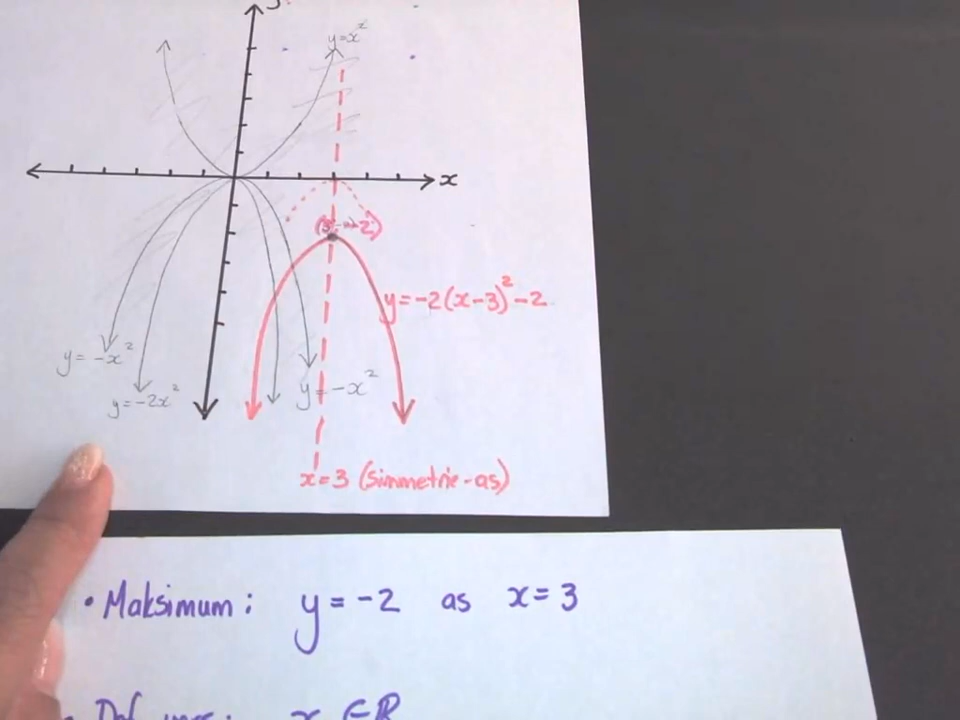 y=x²
x
(3;-2)
y=-2(x-3)²-2
y=-x²
y=-2x²
y=-x²
x=3 (simmetrie-as)
• Maksimum: y=-2 as x=3
x ∈ ℝ